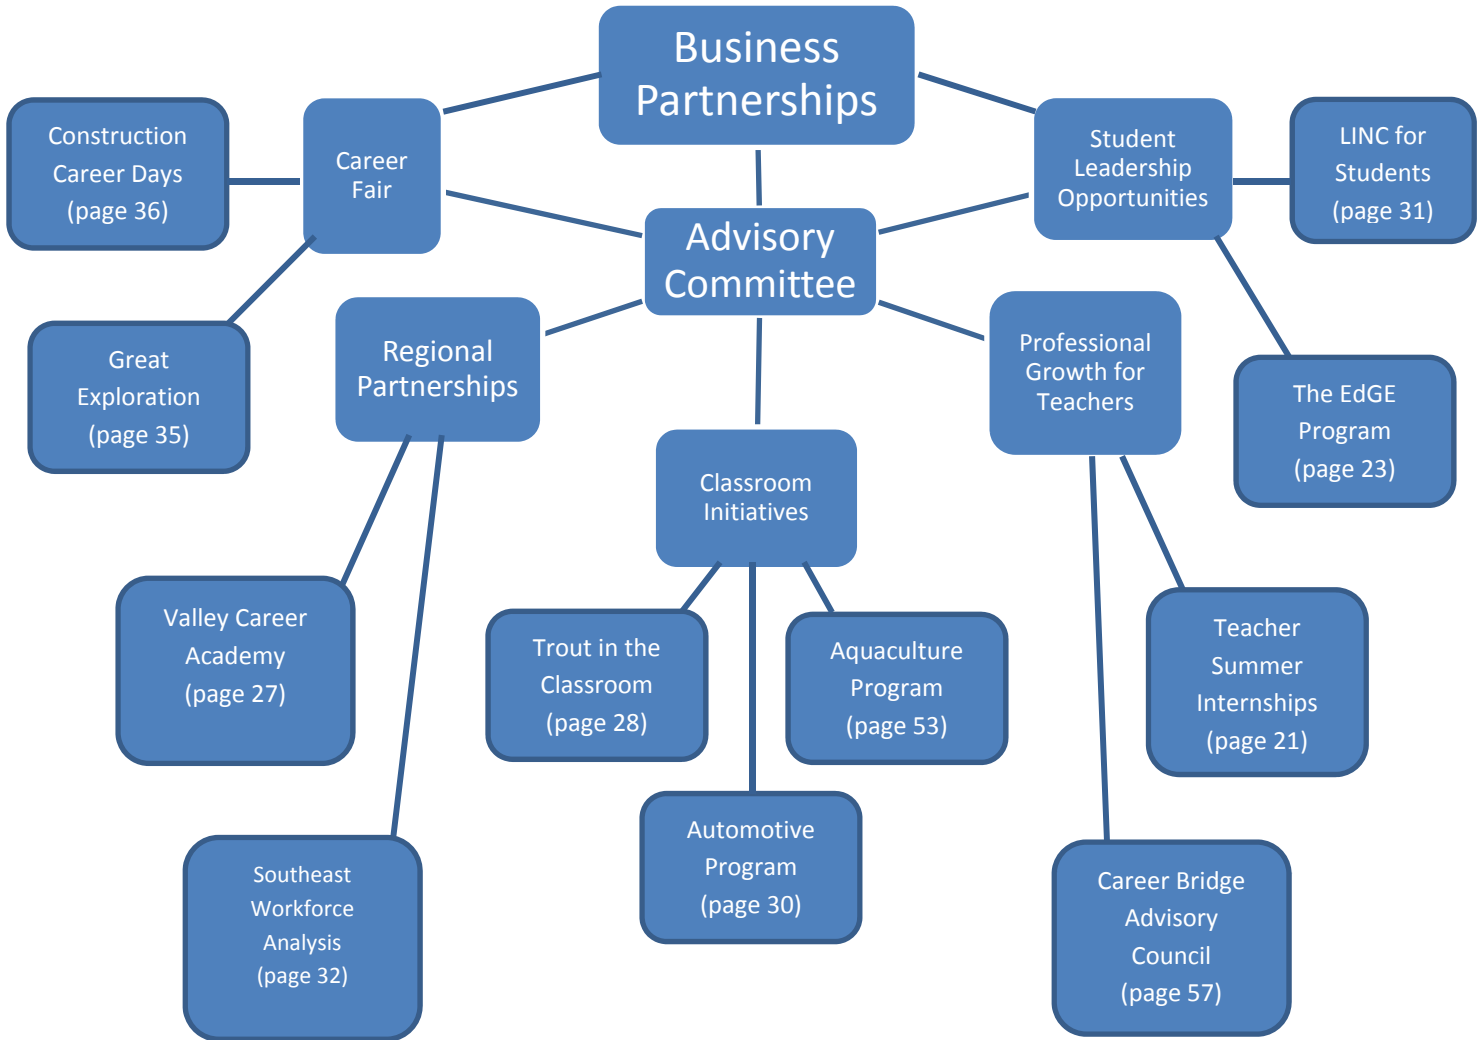 Business
Partnerships
Construction
Career Days
(page 36)
Career
Fair
Student
Leadership
Opportunities
LINC for
Students
(page 31)
Advisory
Committee
Great
Exploration
(page 35)
Regional
Partnerships
Professional
Growth for
Teachers
The EdGE
Program
(page 23)
Classroom
Initiatives
Valley Career
Academy
(page 27)
Trout in the
Classroom
(page 28)
Aquaculture
Program
(page 53)
Teacher
Summer
Internships
(page 21)
Automotive
Program
(page 30)
Southeast
Workforce
Analysis
(page 32)
Career Bridge
Advisory
Council
(page 57)